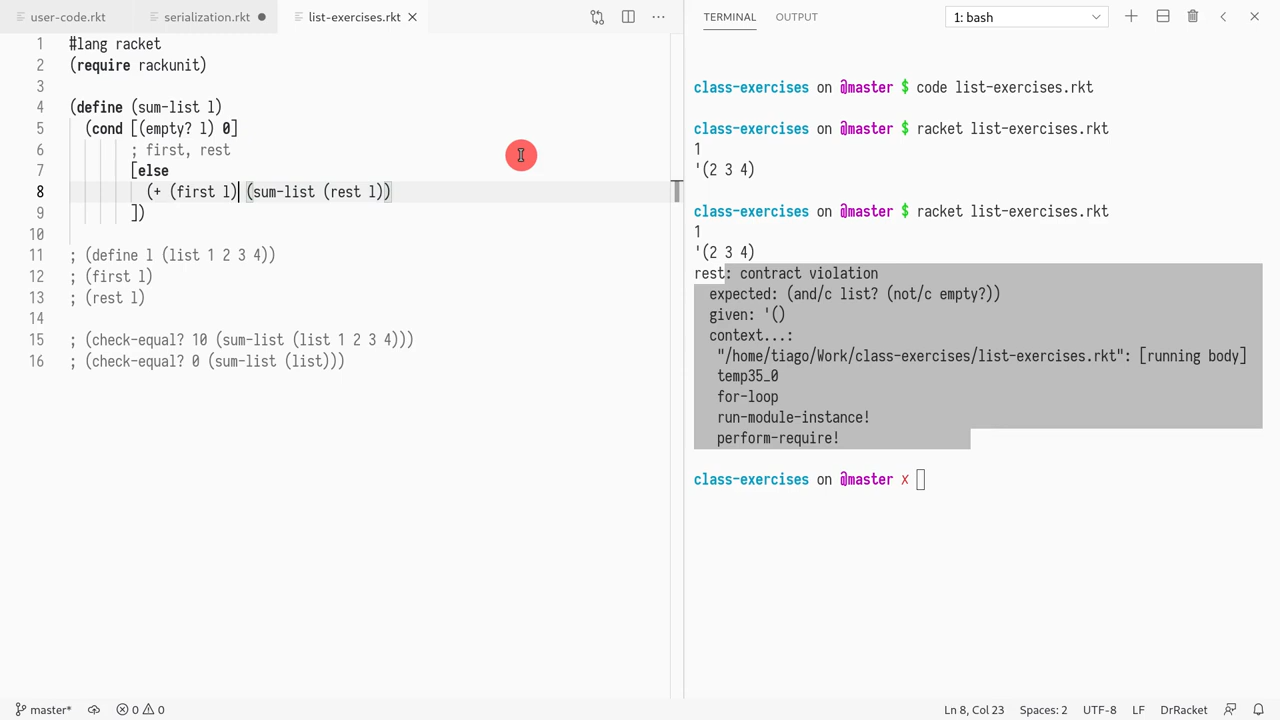 user-code.rkt serialization.rkt list-exercises.rkt
TERMINAL OUTPUT 1: bash
1 #lang racket
2 (require rackunit)
3
4 (define (sum-list l)
5 (cond [(empty? l) 0]
6 ; first, rest
7 [else
8 (+ (first l) (sum-list (rest l))
9 ])
10
11 ; (define l (list 1 2 3 4))
12 ; (first l)
13 ; (rest l)
14
15 ; (check-equal? 10 (sum-list (list 1 2 3 4)))
16 ; (check-equal? 0 (sum-list (list)))
class-exercises on @master $ code list-exercises.rkt
class-exercises on @master $ racket list-exercises.rkt
1
'(2 3 4)
class-exercises on @master $ racket list-exercises.rkt
1
'(2 3 4)
rest: contract violation
expected: (and/c list? (not/c empty?))
given: '()
context...:
"/home/tiago/Work/class-exercises/list-exercises.rkt": [running body]
temp35_0
for-loop
run-module-instance!
perform-require!
class-exercises on @master ✗
master* 0 0 Ln 8, Col 23 Spaces: 2 UTF-8 LF DrRacket